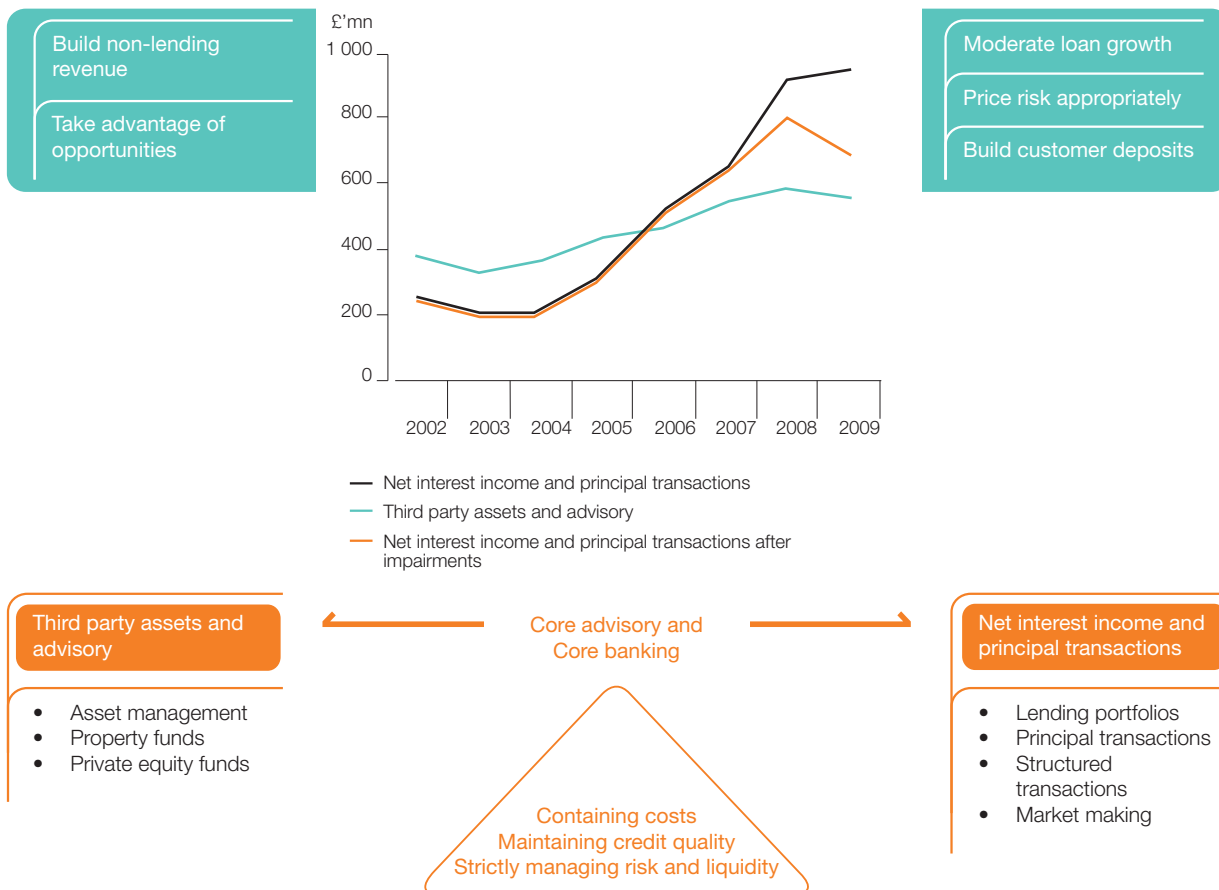 Build non-lending
revenue
Take advantage of
opportunities
£’mn
1 000
800
600
400
200
0
2002 2003 2004 2005 2006 2007 2008 2009
Moderate loan growth
Price risk appropriately
Build customer deposits
Net interest income and principal transactions
Third party assets and advisory
Net interest income and principal transactions after
impairments
Third party assets and
advisory
• Asset management
• Property funds
• Private equity funds
Core advisory and
Core banking
Containing costs
Maintaining credit quality
Strictly managing risk and liquidity
Net interest income and
principal transactions
• Lending portfolios
• Principal transactions
• Structured
transactions
• Market making